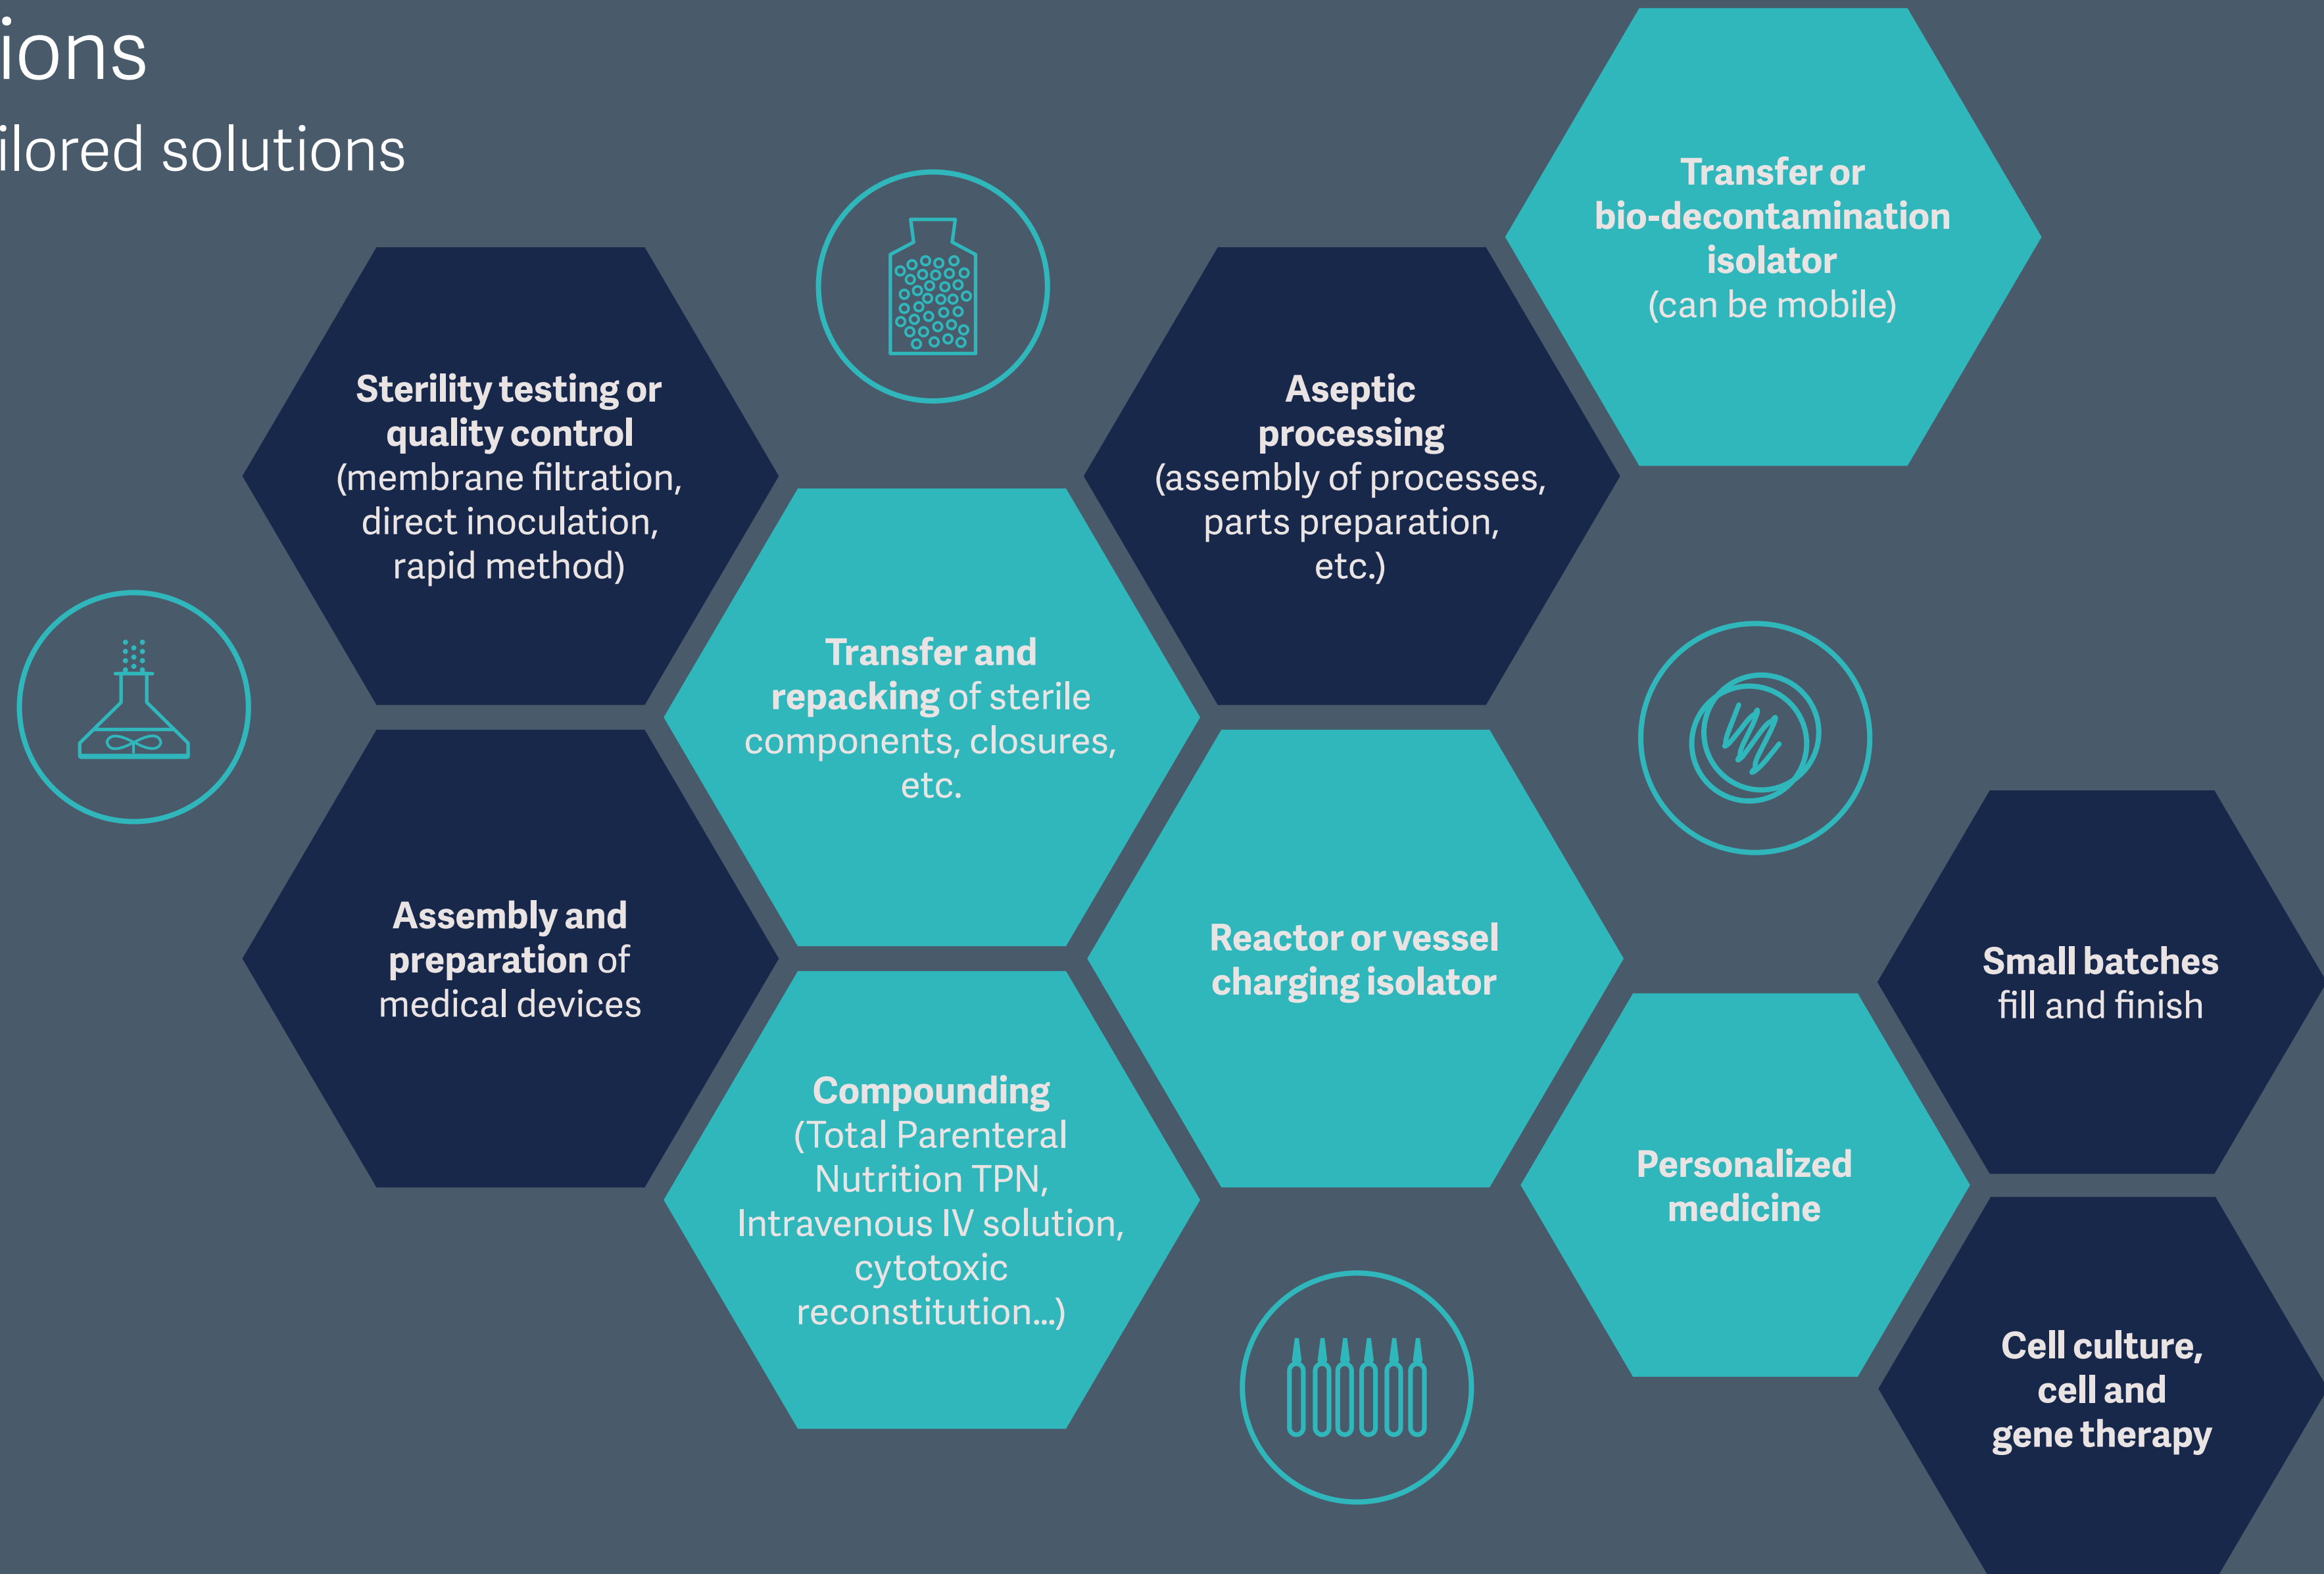 ions
ilored solutions
Transfer or
bio-decontamination
isolator
(can be mobile)
Sterility testing or
quality control
(membrane filtration,
direct inoculation,
rapid method)
Aseptic
processing
(assembly of processes,
parts preparation,
etc.)
Transfer and
repacking of sterile
components, closures,
etc.
Assembly and
preparation of
medical devices
Reactor or vessel
charging isolator
Small batches
fill and finish
Compounding
(Total Parenteral
Nutrition TPN,
Intravenous IV solution,
cytotoxic
reconstitution...)
Personalized
medicine
Cell culture,
cell and
gene therapy